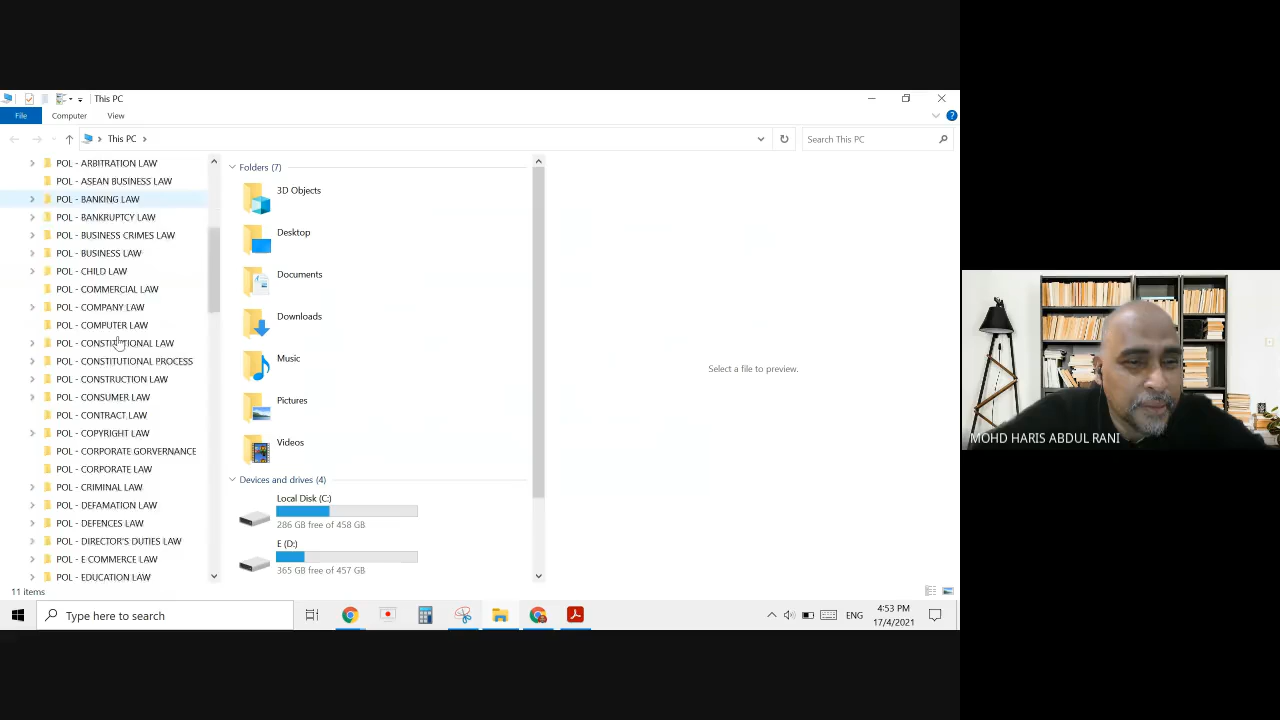 This PC
File
Computer
View
This PC
Search This PC
POL - ARBITRATION LAW
POL - ASEAN BUSINESS LAW
POL - BANKING LAW
POL - BANKRUPTCY LAW
POL - BUSINESS CRIMES LAW
POL - BUSINESS LAW
POL - CHILD LAW
POL - COMMERCIAL LAW
POL - COMPANY LAW
POL - COMPUTER LAW
POL - CONSTITUTIONAL LAW
POL - CONSTITUTIONAL PROCESS
POL - CONSTRUCTION LAW
POL - CONSUMER LAW
POL - CONTRACT LAW
POL - COPYRIGHT LAW
POL - CORPORATE GORVERNANCE
POL - CORPORATE LAW
POL - CRIMINAL LAW
POL - DEFAMATION LAW
POL - DEFENCES LAW
POL - DIRECTOR'S DUTIES LAW
POL - E COMMERCE LAW
POL - EDUCATION LAW
Folders (7)
3D Objects
Desktop
Documents
Downloads
Music
Pictures
Videos
Devices and drives (4)
Local Disk (C:)
286 GB free of 458 GB
E (D:)
365 GB free of 457 GB
Select a file to preview.
MOHD HARIS ABDUL RANI
11 items
Type here to search
ENG
4:53 PM
17/4/2021